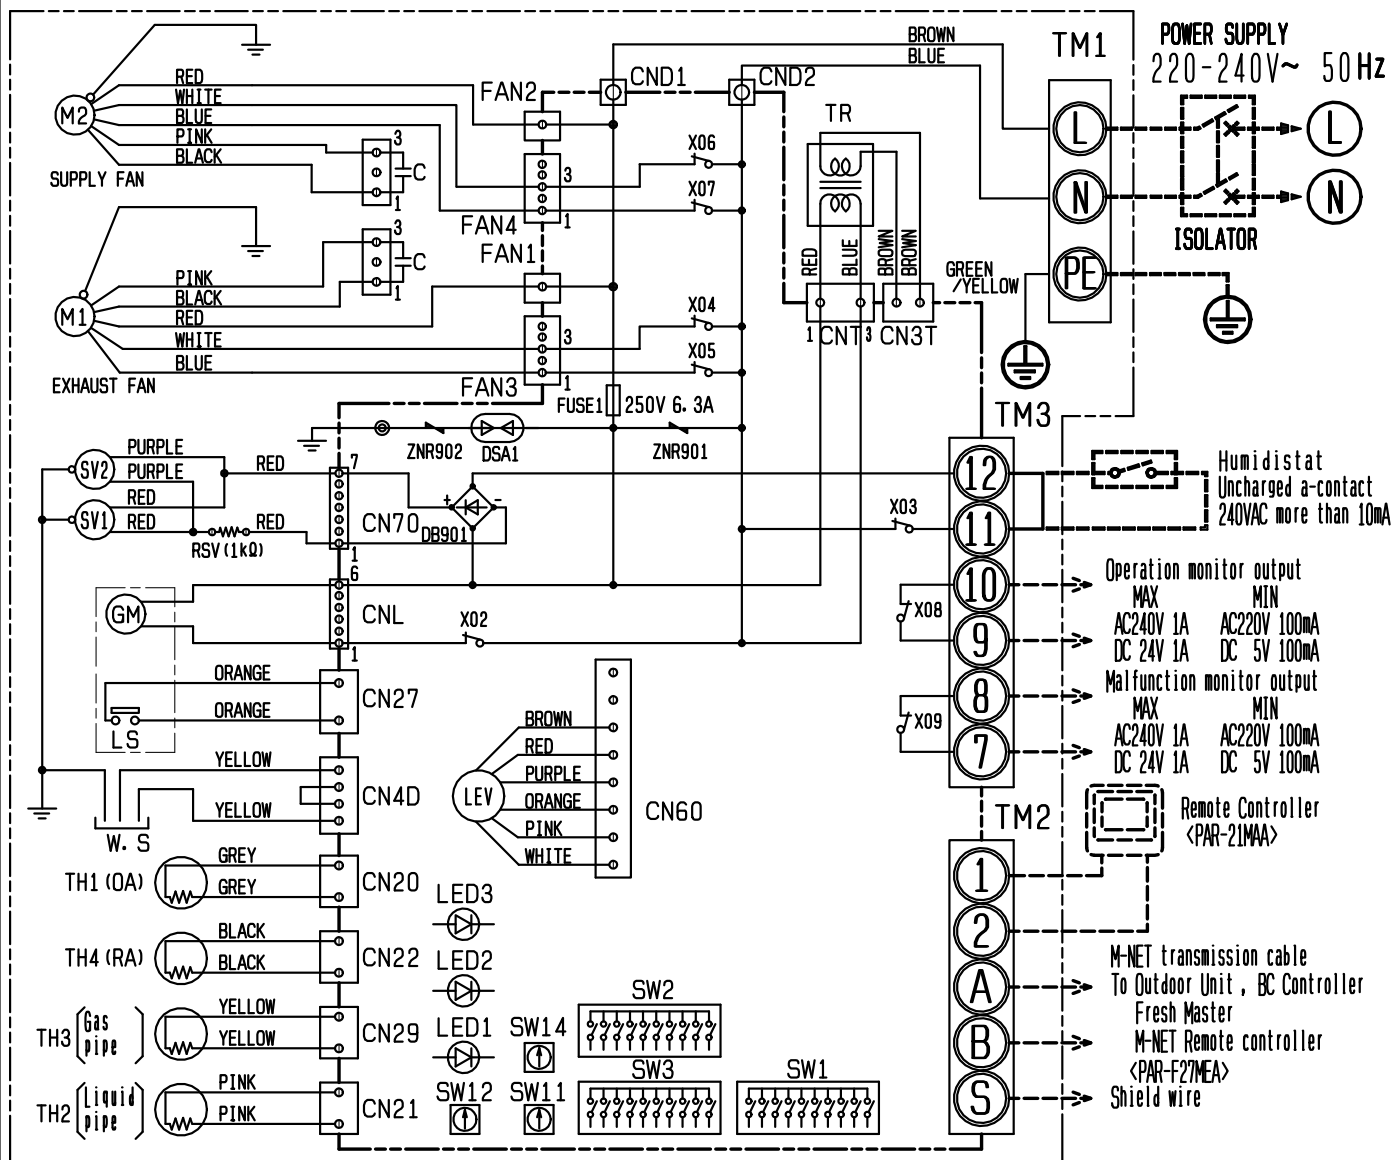 BROWN
BLUE
TM1
POWER SUPPLY
220-240V~ 50Hz
RED
WHITE
BLUE
PINK
BLACK
M2
SUPPLY FAN
3
C
1
FAN2
CND1
CND2
TR
X06
X07
3
1
FAN4
L
N
PE
L
N
ISOLATOR
FAN1
3
C
1
PINK
BLACK
RED
WHITE
BLUE
M1
EXHAUST FAN
X04
X05
3
1
FAN3
RED
BLUE
BROWN
BROWN
GREEN
/YELLOW
1 CNT 3 CN3T
FUSE1 250V 6.3A
TM3
ZNR902
DSA1
ZNR901
PURPLE
PURPLE
RED
RED
SV2
SV1
RED
RED
RSV(1kΩ)
7
CN70
1
+
-
DB901
X03
12
11
10
9
8
7
Humidistat
Uncharged a-contact
240VAC more than 10mA
Operation monitor output
MAX MIN
AC240V 1A AC220V 100mA
DC 24V 1A DC 5V 100mA
Malfunction monitor output
MAX MIN
AC240V 1A AC220V 100mA
DC 24V 1A DC 5V 100mA
X08
X09
6
CNL
1
X02
GM
LS
ORANGE
ORANGE
CN27
YELLOW
YELLOW
CN4D
W.S
BROWN
RED
PURPLE
ORANGE
PINK
WHITE
LEV
CN60
TM2
Remote Controller
<PAR-21MAA>
1
2
A
B
S
M-NET transmission cable
To Outdoor Unit , BC Controller
Fresh Master
M-NET Remote controller
<PAR-F27MEA>
Shield wire
TH1(OA)
GREY
GREY
CN20
TH4(RA)
BLACK
BLACK
CN22
TH3 (Gas
pipe)
YELLOW
YELLOW
CN29
TH2 (Liquid
pipe)
PINK
PINK
CN21
LED3
LED2
LED1
SW14
SW12
SW11
SW2
SW3
SW1